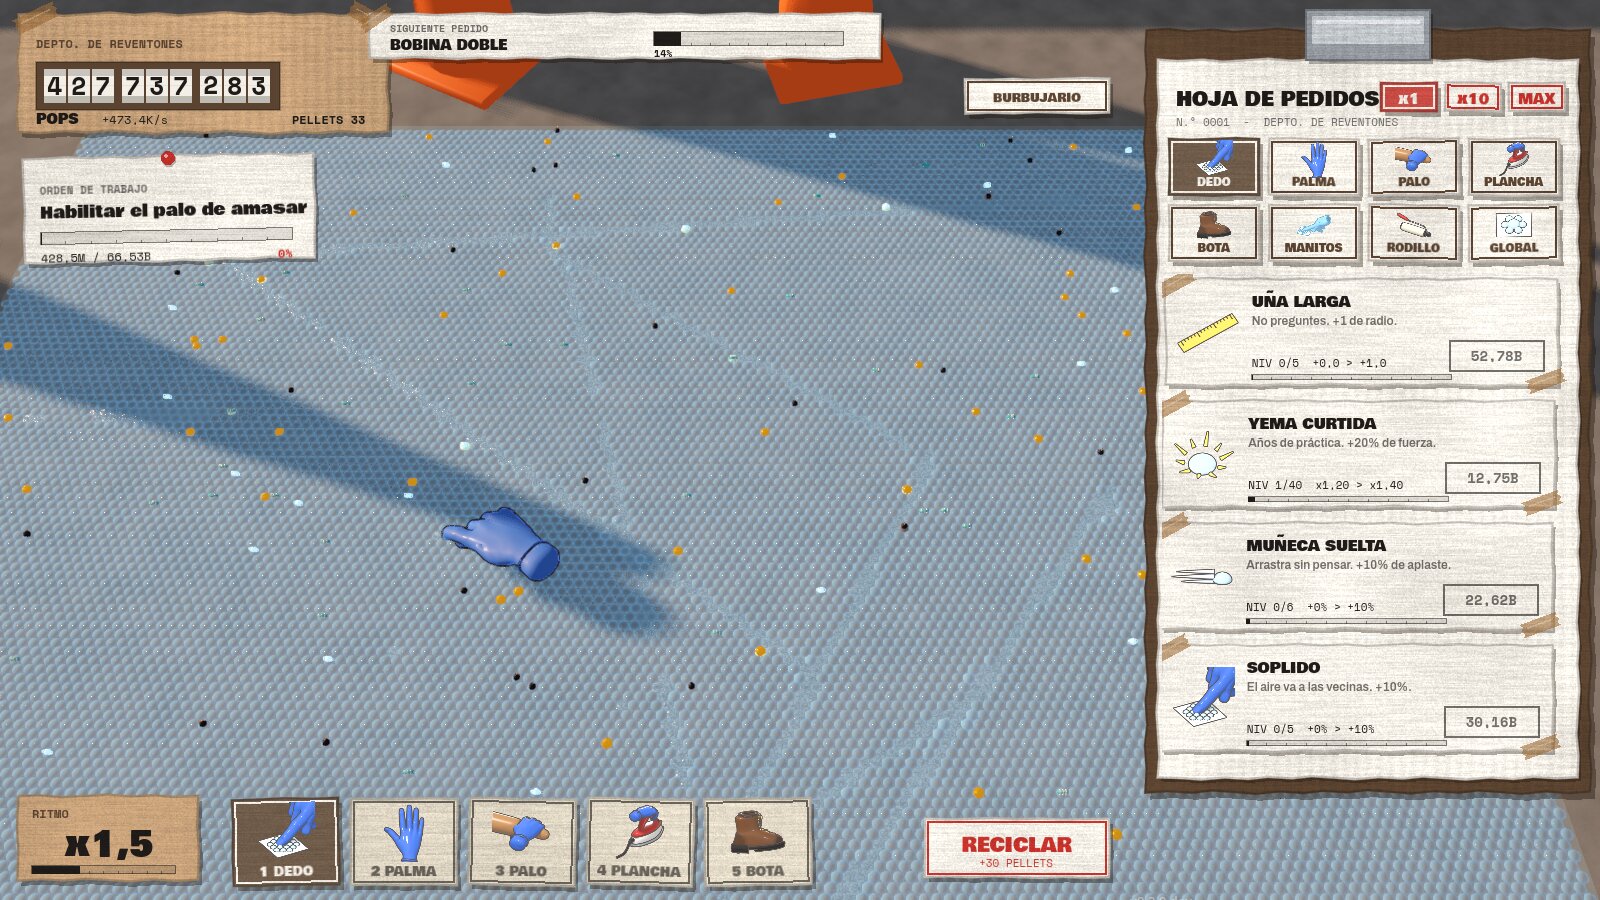 DEPTO. DE REVENTONES
427 737 283
POPS +473,4K/s PELLETS 33
SIGUIENTE PEDIDO
BOBINA DOBLE
14%
BURBUJARIO
ORDEN DE TRABAJO
Habilitar el palo de amasar
428,5M / 66,53B 0%
HOJA DE PEDIDOS x1 x10 MAX
N.º 0001 - DEPTO. DE REVENTONES
DEDO PALMA PALO PLANCHA
BOTA MANITOS RODILLO GLOBAL
UÑA LARGA
No preguntes. +1 de radio.
NIV 0/5 +0,0 > +1,0
52,78B
YEMA CURTIDA
Años de práctica. +20% de fuerza.
NIV 1/40 x1,20 > x1,40
12,75B
MUÑECA SUELTA
Arrastra sin pensar. +10% de aplaste.
NIV 0/6 +0% > +10%
22,62B
SOPLIDO
El aire va a las vecinas. +10%.
NIV 0/5 +0% > +10%
30,16B
RITMO
x1,5
1 DEDO 2 PALMA 3 PALO 4 PLANCHA 5 BOTA
RECICLAR
+30 PELLETS